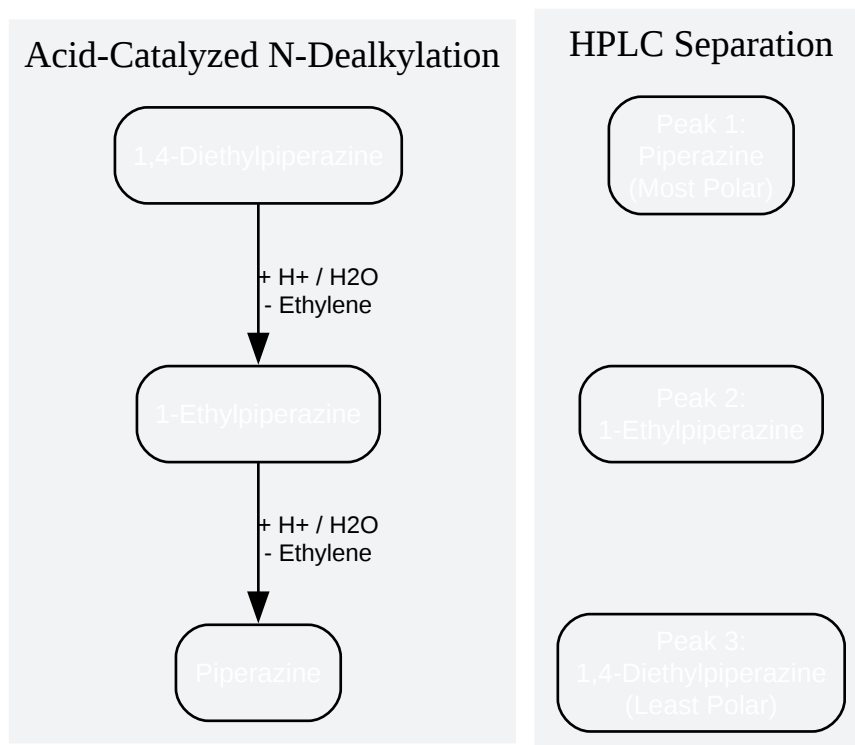 Acid-Catalyzed N-Dealkylation
1,4-Diethylpiperazine
+ H+ / H2O
- Ethylene
1-Ethylpiperazine
+ H+ / H2O
- Ethylene
Piperazine
HPLC Separation
Peak 1:
Piperazine
(Most Polar)
Peak 2:
1-Ethylpiperazine
Peak 3:
1,4-Diethylpiperazine
(Least Polar)